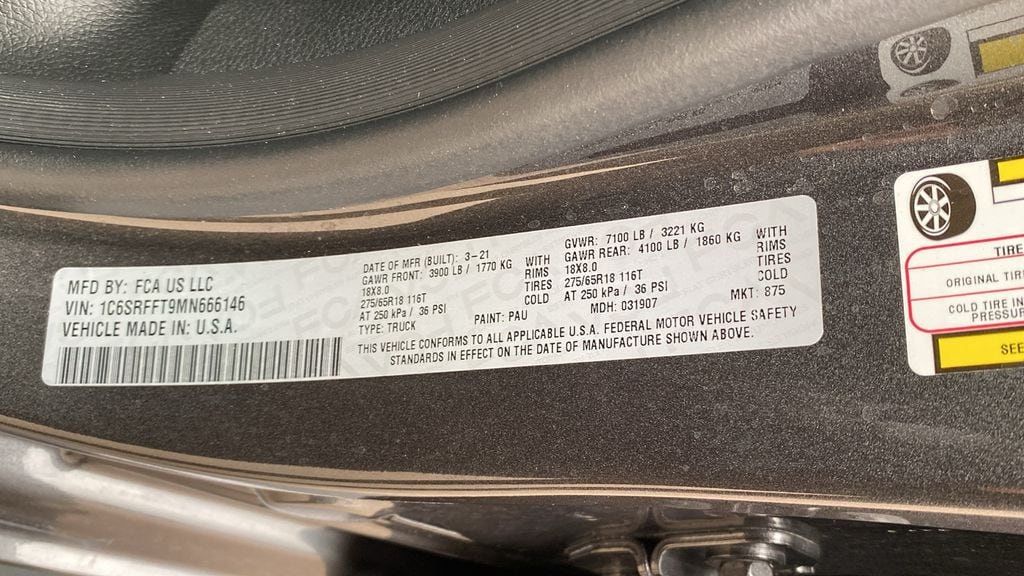 MFD BY: FCA US LLC
VIN: 1C6SRFFT9MN666146
VEHICLE MADE IN: U.S.A.
DATE OF MFR (BUILT): 3-21
GAWR FRONT: 3900 LB / 1770 KG WITH
18X8.0 RIMS
275/65R18 116T TIRES
AT 250 kPa / 36 PSI COLD
TYPE: TRUCK
PAINT: PAU
GVWR: 7100 LB / 3221 KG
GAWR REAR: 4100 LB / 1860 KG WITH
18X8.0 RIMS
275/65R18 116T TIRES
AT 250 kPa / 36 PSI COLD
MDH: 031907
MKT: 875
THIS VEHICLE CONFORMS TO ALL APPLICABLE U.S.A. FEDERAL MOTOR VEHICLE SAFETY
STANDARDS IN EFFECT ON THE DATE OF MANUFACTURE SHOWN ABOVE.
TIRE
ORIGINAL TIR
COLD TIRE IN
PRESSUR
SEE